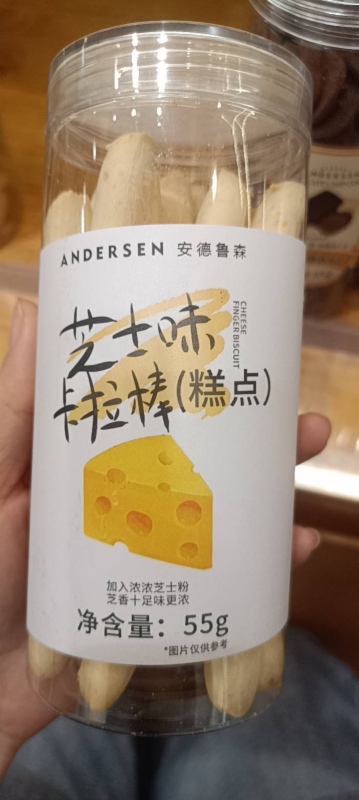 ANDERSEN 安德鲁森
芝士味
CHEESE
FINGER BISCUIT
卡拉棒(糕点)
加入浓浓芝士粉
芝香十足味更浓
净含量：55g
*图片仅供参考